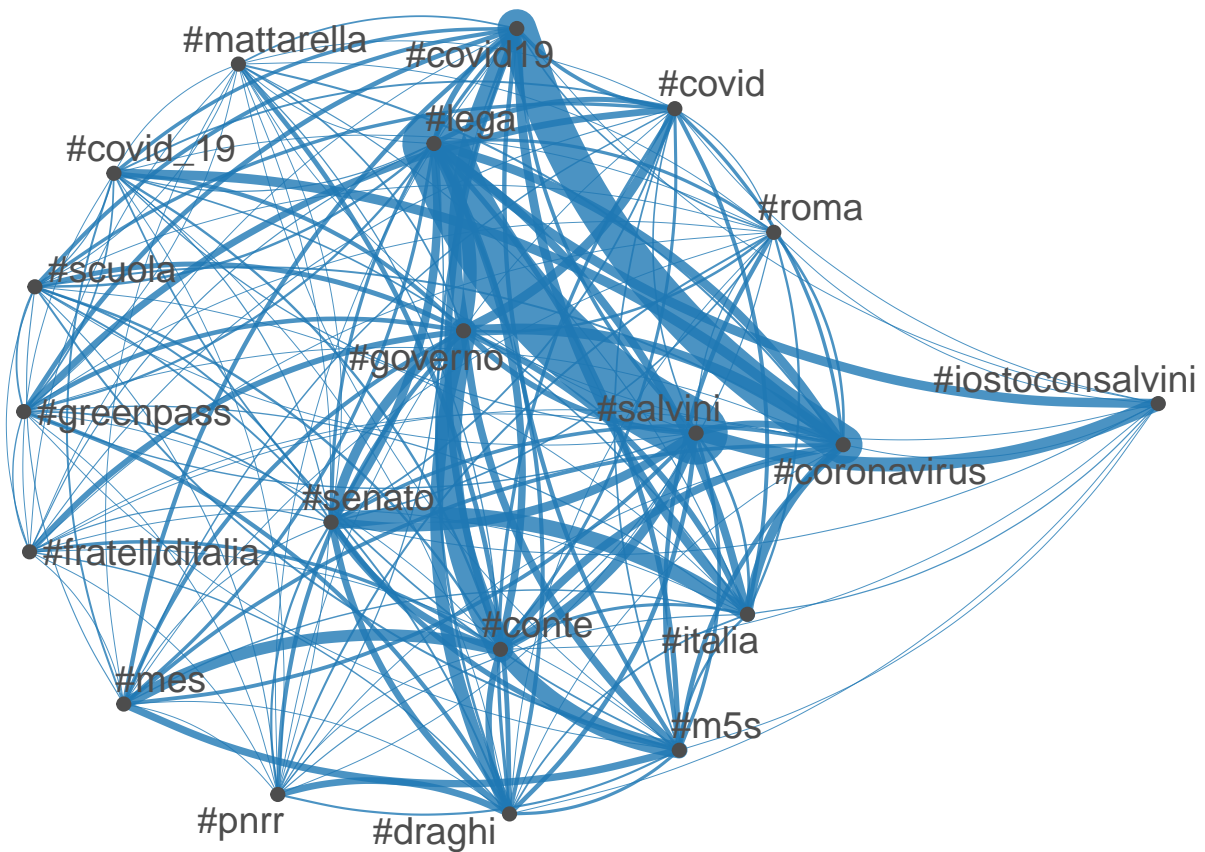 #mattarella
#covid19
#covid
#lega
#covid_19
#roma
#scuola
#governo
#iostoconsalvini
#greenpass
#salvini
#coronavirus
#senato
#fratelliditalia
#conte
#italia
#mes
#m5s
#pnrr
#draghi